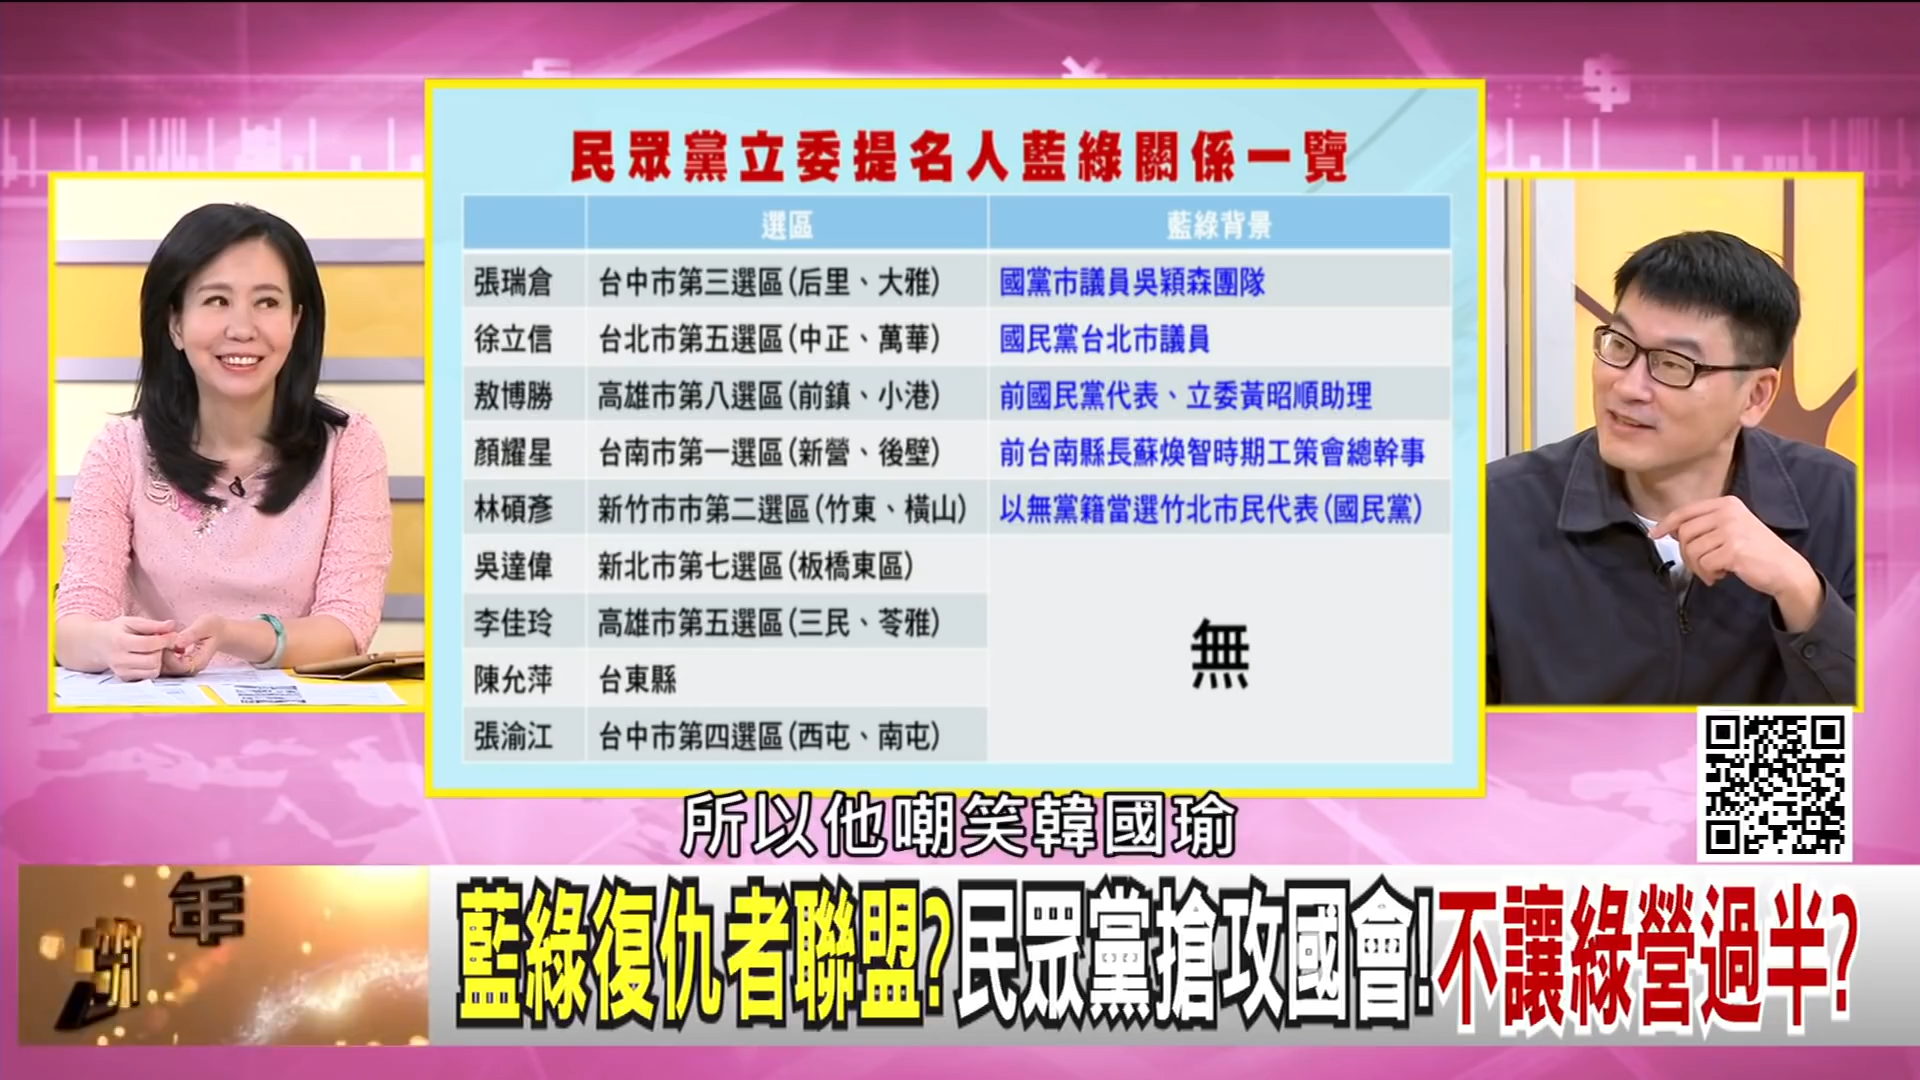 民眾黨立委提名人藍綠關係一覽
選區 藍綠背景
張瑞倉 台中市第三選區(后里、大雅) 國黨市議員吳穎森團隊
徐立信 台北市第五選區(中正、萬華) 國民黨台北市議員
敖博勝 高雄市第八選區(前鎮、小港) 前國民黨代表、立委黃昭順助理
顏耀星 台南市第一選區(新營、後壁) 前台南縣長蘇煥智時期工策會總幹事
林碩彥 新竹市市第二選區(竹東、橫山) 以無黨籍當選竹北市民代表(國民黨)
吳達偉 新北市第七選區(板橋東區)
李佳玲 高雄市第五選區(三民、苓雅)
無
陳允萍 台東縣
張渝江 台中市第四選區(西屯、南屯)
所以他嘲笑韓國瑜
年
藍綠復仇者聯盟?民眾黨搶攻國會!不讓綠營過半?